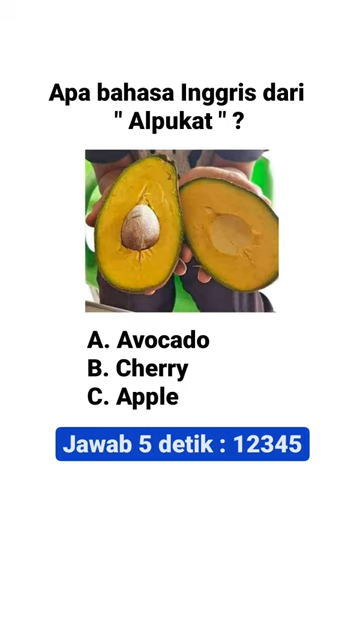 Apa bahasa Inggris dari
" Alpukat " ?
A. Avocado
B. Cherry
C. Apple
Jawab 5 detik : 12345